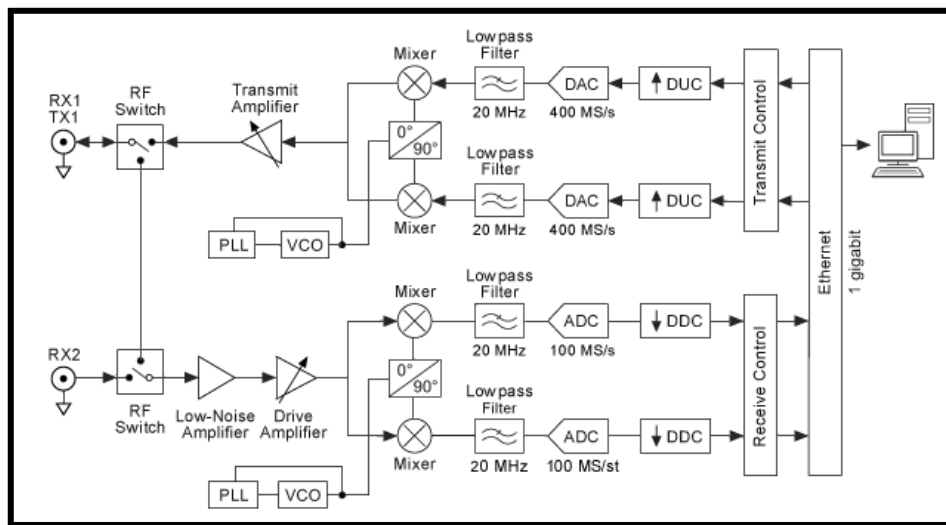 RX1
TX1
RF
Switch
Transmit
Amplifier
Mixer
Lowpass
Filter
20 MHz
DAC
400 MS/s
DUC
0°
90°
Mixer
Lowpass
Filter
20 MHz
DAC
400 MS/s
DUC
Transmit Control
PLL
VCO
Ethernet
1 gigabit
RX2
RF
Switch
Low-Noise
Amplifier
Drive
Amplifier
Mixer
Lowpass
Filter
20 MHz
ADC
100 MS/s
DDC
0°
90°
Mixer
Lowpass
Filter
20 MHz
ADC
100 MS/st
DDC
Receive Control
PLL
VCO